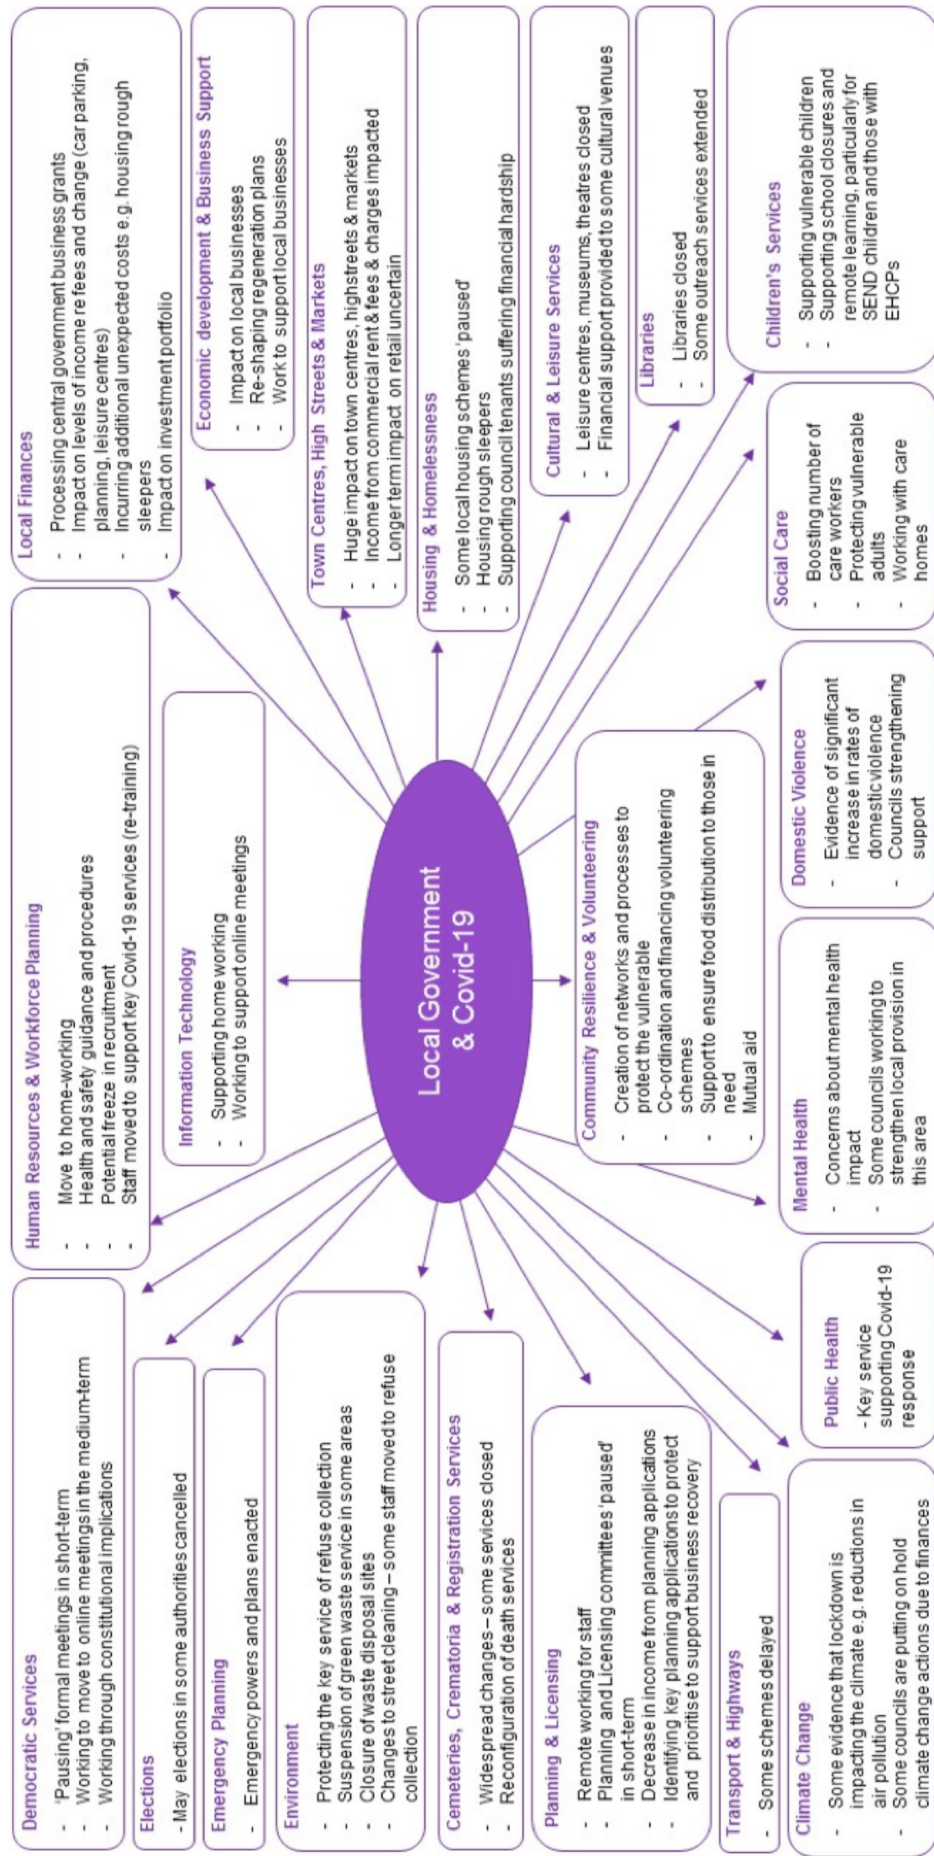 Democratic Services
- 'Pausing' formal meetings in short-term
- Working to move to online meetings in the medium-term
- Working through constitutional implications
Elections
- May elections in some authorities cancelled
Emergency Planning
- Emergency powers and plans enacted
Environment
- Protecting the key service of refuse collection
- Suspension of green waste service in some areas
- Closure of waste disposal sites
- Changes to street cleaning – some staff moved to refuse
collection
Cemeteries, Crematoria & Registration Services
- Widespread changes – some services closed
- Reconfiguration of death services
Planning & Licensing
- Remote working for staff
- Planning and Licensing committees 'paused'
in short-term
- Decrease in income from planning applications
- Identifying key planning applications to protect
and prioritise to support business recovery
Transport & Highways
- Some schemes delayed
Climate Change
- Some evidence that lockdown is
impacting the climate e.g. reductions in
air pollution
- Some councils are putting on hold
climate change actions due to finances
Human Resources & Workforce Planning
- Move to home-working
- Health and safety guidance and procedures
- Potential freeze in recruitment
- Staff moved to support key Covid-19 services (re-training)
Information Technology
- Supporting home working
- Working to support online meetings
Local Government
& Covid-19
Community Resilience & Volunteering
- Creation of networks and processes to
protect the vulnerable
- Co-ordination and financing volunteering
schemes
- Support to ensure food distribution to those in
need
- Mutual aid
Public Health
- Key service
supporting Covid-19
response
Mental Health
- Concerns about mental health
impact
- Some councils working to
strengthen local provision in
this area
Domestic Violence
- Evidence of significant
increase in rates of
domestic violence
- Councils strengthening
support
Social Care
- Boosting number of
care workers
- Protecting vulnerable
adults
- Working with care
homes
Local Finances
- Processing central government business grants
- Impact on levels of income re fees and change (car parking,
planning, leisure centres)
- Incurring additional unexpected costs e.g. housing rough
sleepers
- Impact on investment portfolio
Economic development & Business Support
- Impact on local businesses
- Re-shaping regeneration plans
- Work to support local businesses
Town Centres, High Streets & Markets
- Huge impact on town centres, highstreets & markets
- Income from commercial rent & fees & charges impacted
- Longer term impact on retail uncertain
Housing & Homelessness
- Some local housing schemes 'paused'
- Housing rough sleepers
- Supporting council tenants suffering financial hardship
Cultural & Leisure Services
- Leisure centres, museums, theatres closed
- Financial support provided to some cultural venues
Libraries
- Libraries closed
- Some outreach services extended
Children's Services
- Supporting vulnerable children
- Supporting school closures and
remote learning, particularly for
SEND children and those with
EHCPs